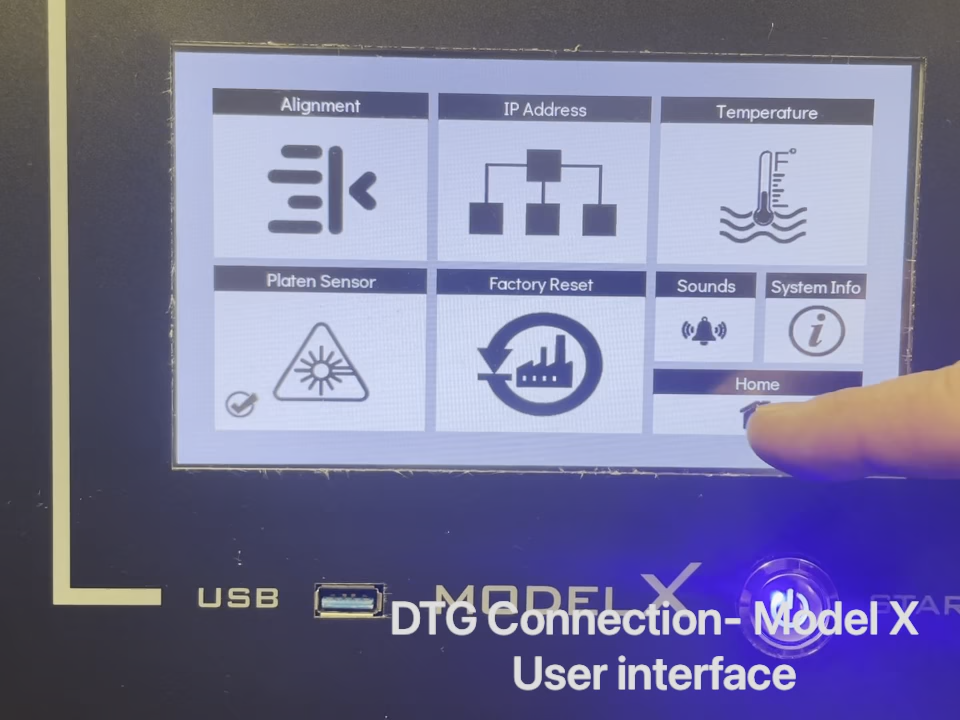 Alignment
IP Address
Temperature
F°
Platen Sensor
Factory Reset
Sounds
System Info
i
Home
USB
MODEL X
DTG Connection- Model X
User interface